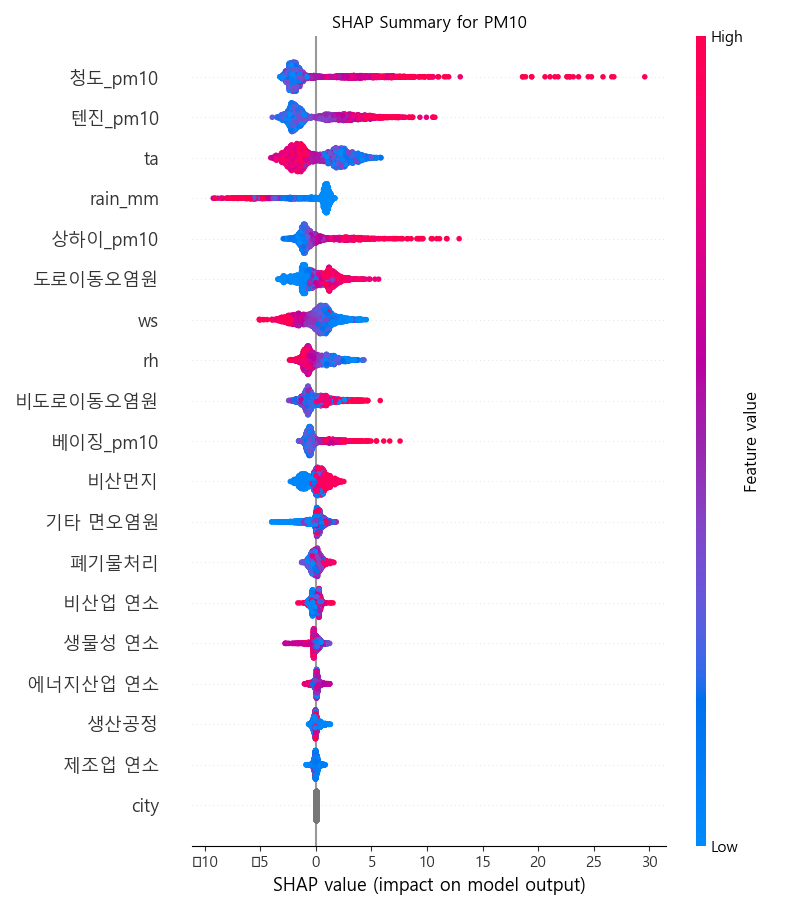 SHAP Summary for PM10
High
청도_pm10
텐진_pm10
ta
rain_mm
상하이_pm10
도로이동오염원
ws
rh
비도로이동오염원
베이징_pm10
비산먼지
기타 면오염원
폐기물처리
비산업 연소
생물성 연소
에너지산업 연소
생산공정
제조업 연소
city
Feature value
Low
□10 □5 0 5 10 15 20 25 30
SHAP value (impact on model output)